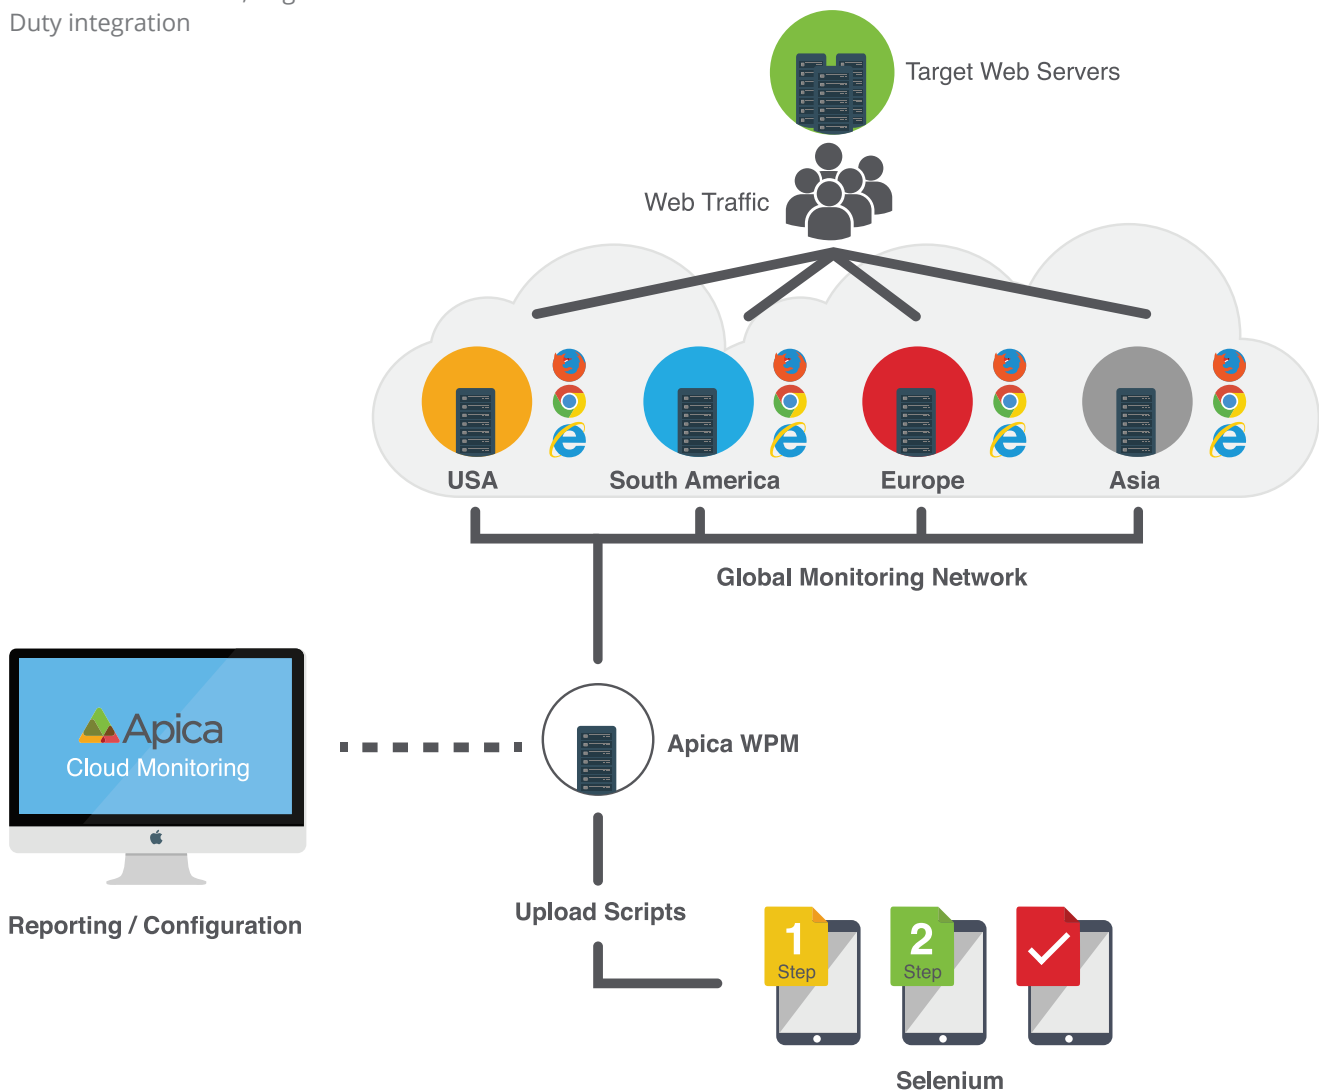 Duty integration
Target Web Servers
Web Traffic
USA
South America
Europe
Asia
Global Monitoring Network
Apica
Cloud Monitoring
Apica WPM
Reporting / Configuration
Upload Scripts
1
Step
2
Step
Selenium